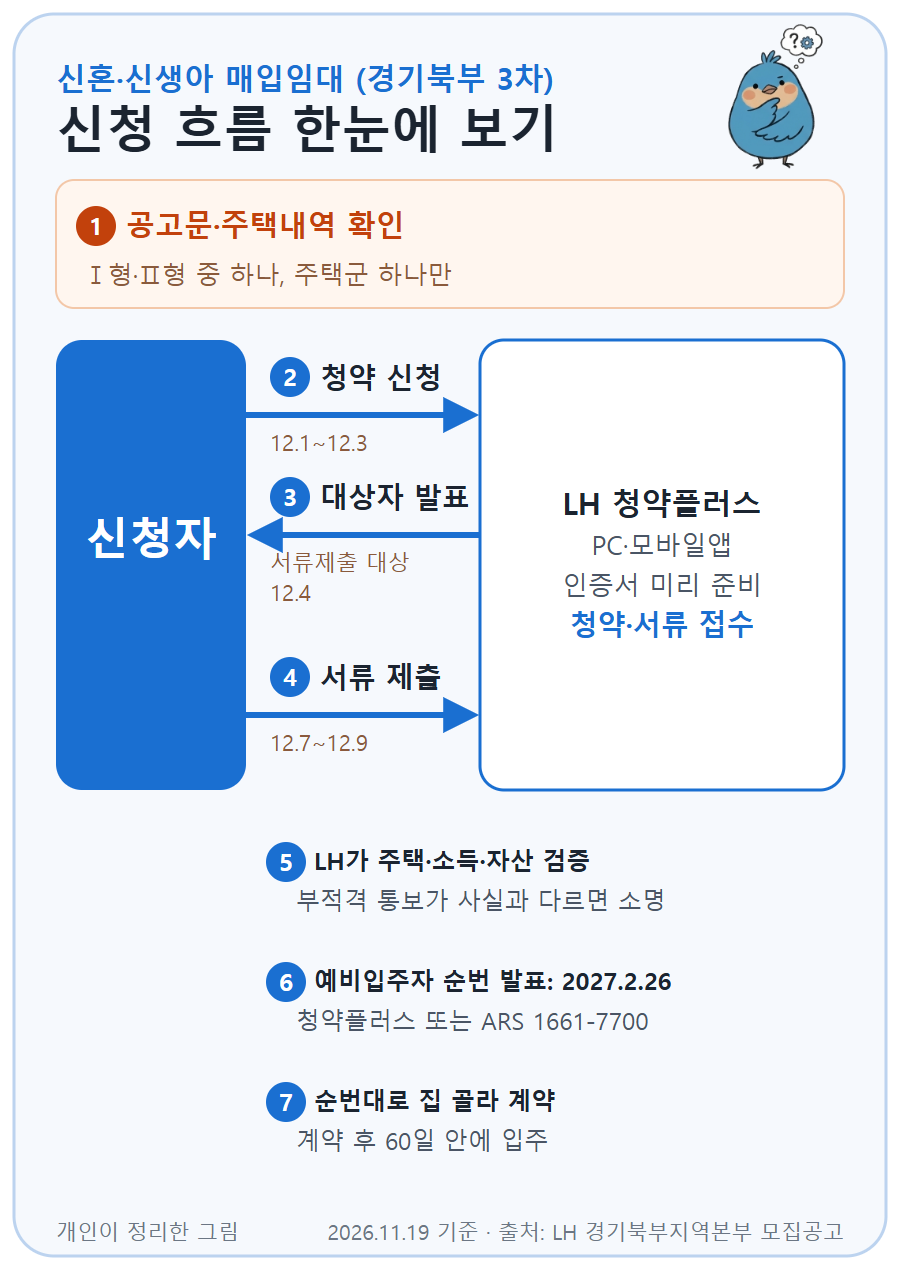 신혼·신생아 매입임대 (경기북부 3차)
신청 흐름 한눈에 보기
?
1 공고문·주택내역 확인
Ⅰ형·Ⅱ형 중 하나, 주택군 하나만
신청자
2 청약 신청
12.1~12.3
3 대상자 발표
서류제출 대상
12.4
4 서류 제출
12.7~12.9
LH 청약플러스
PC·모바일앱
인증서 미리 준비
청약·서류 접수
5 LH가 주택·소득·자산 검증
부적격 통보가 사실과 다르면 소명
6 예비입주자 순번 발표: 2027.2.26
청약플러스 또는 ARS 1661-7700
7 순번대로 집 골라 계약
계약 후 60일 안에 입주
개인이 정리한 그림
2026.11.19 기준 · 출처: LH 경기북부지역본부 모집공고